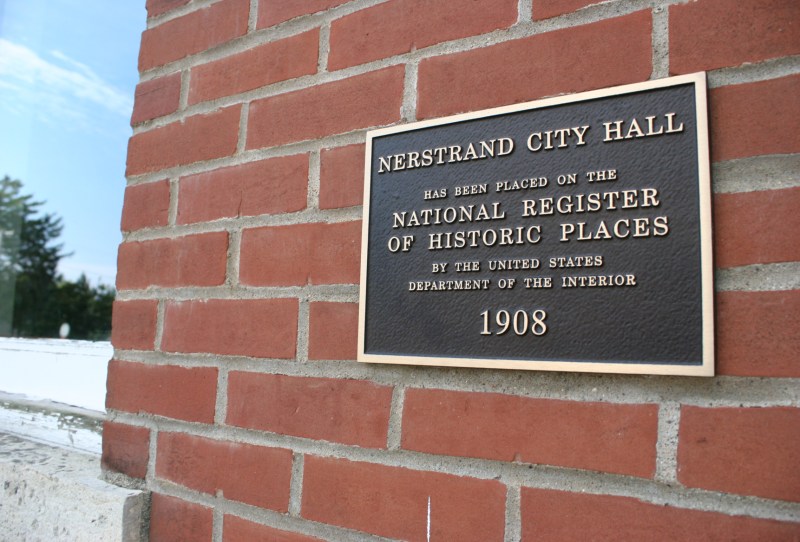 NERSTRAND CITY HALL
HAS BEEN PLACED ON THE
NATIONAL REGISTER
OF HISTORIC PLACES
BY THE UNITED STATES
DEPARTMENT OF THE INTERIOR
1908